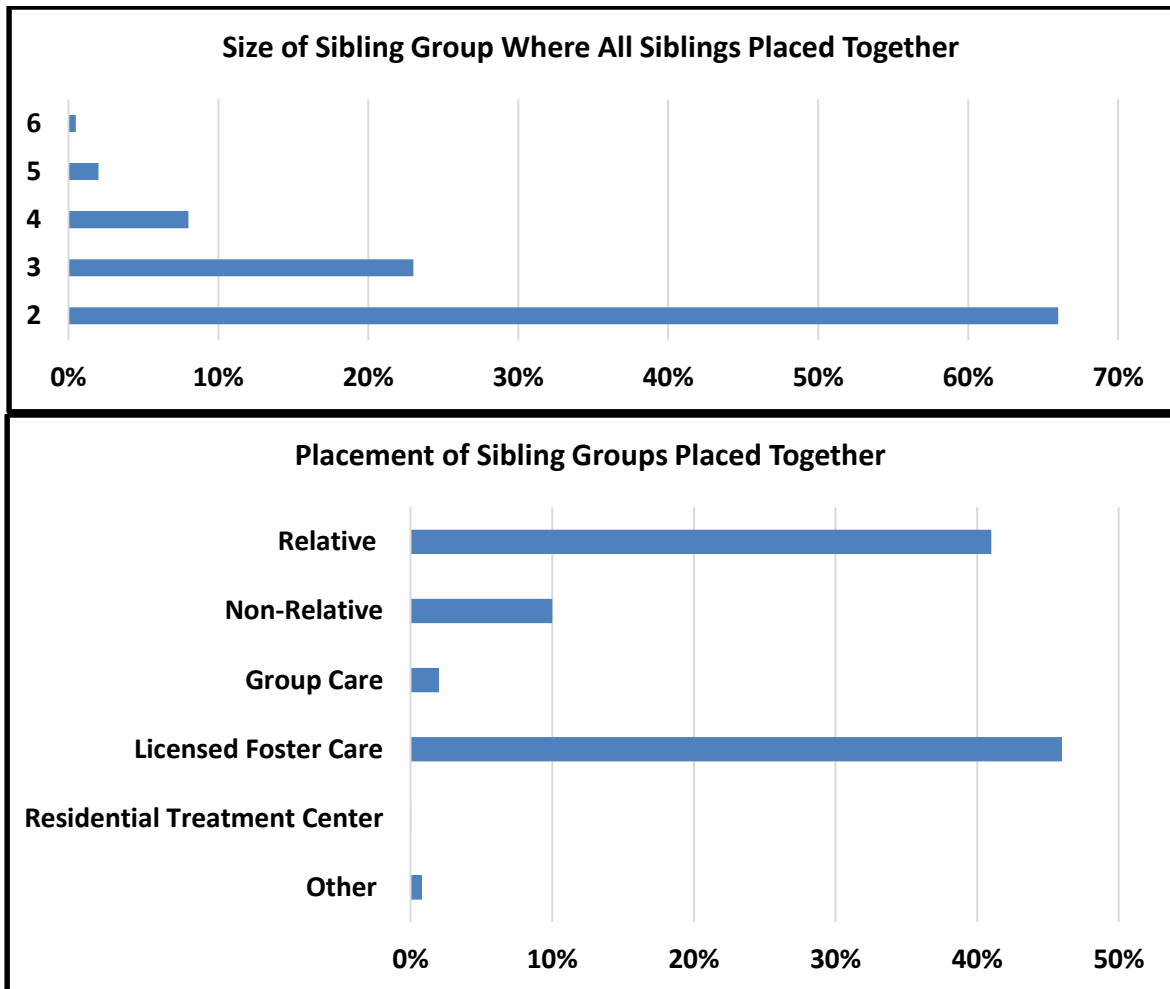 Size of Sibling Group Where All Siblings Placed Together
6
5
4
3
2
0% 10% 20% 30% 40% 50% 60% 70%
Placement of Sibling Groups Placed Together
Relative
Non-Relative
Group Care
Licensed Foster Care
Residential Treatment Center
Other
0% 10% 20% 30% 40% 50%